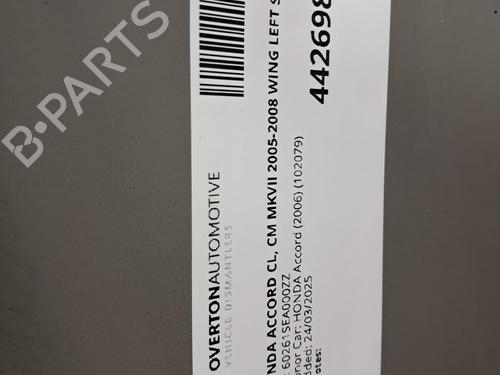 B-PARTS
OVERTONAUTOMOTIVE
VEHICLE DISMANTLERS
NDA ACCORD CL, CM MKVII 2005-2008 WING LEFT S
442698
: 60261SEA000ZZ
onor Car: HONDA Accord (2006) (102079)
dded: 24/03/2025
otes: